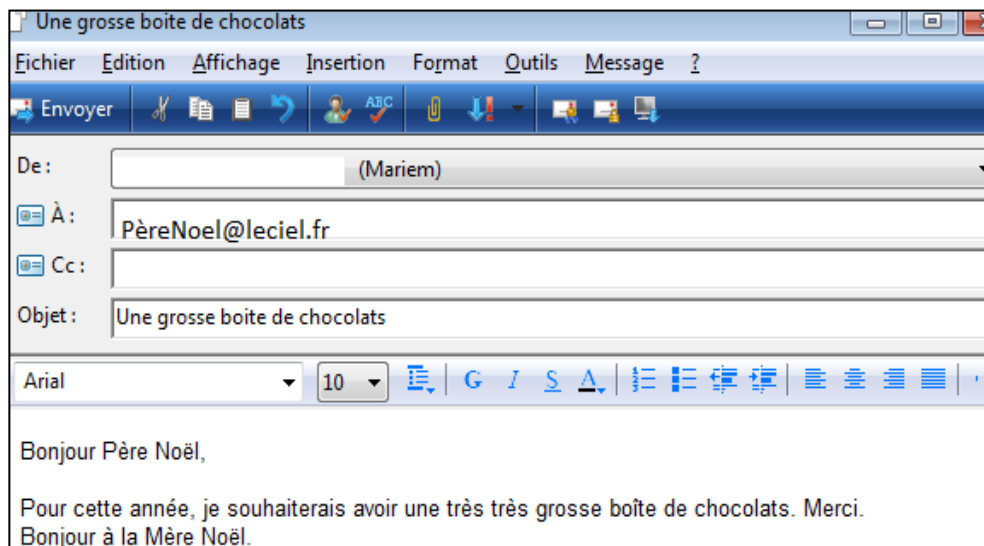 Une grosse boite de chocolats
Fichier Edition Affichage Insertion Format Outils Message ?
Envoyer ABC
De : (Mariem)
À : PèreNoel@leciel.fr
Cc :
Objet : Une grosse boite de chocolats
Arial 10 G I S A
Bonjour Père Noël,
Pour cette année, je souhaiterais avoir une très très grosse boîte de chocolats. Merci.
Bonjour à la Mère Noël.